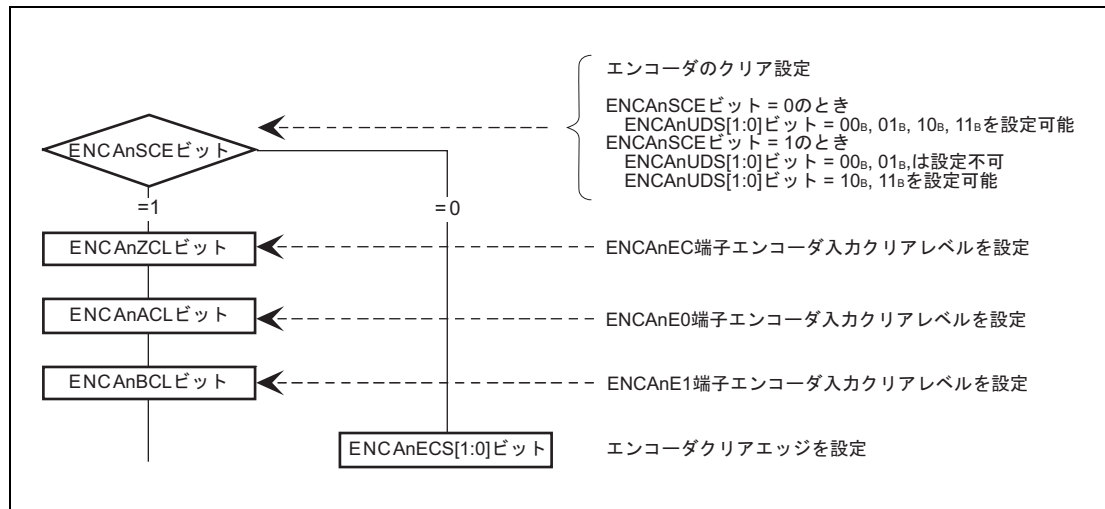 エンコーダのクリア設定
ENCAnSCEビット = 0のとき
ENCAnUDS[1:0]ビット = 00B, 01B, 10B, 11Bを設定可能
ENCAnSCEビット = 1のとき
ENCAnUDS[1:0]ビット = 00B, 01B,は設定不可
ENCAnUDS[1:0]ビット = 10B, 11Bを設定可能
ENCAnSCEビット
=1
=0
ENCAnZCLビット
ENCAnEC端子エンコーダ入力クリアレベルを設定
ENCAnACLビット
ENCAnE0端子エンコーダ入力クリアレベルを設定
ENCAnBCLビット
ENCAnE1端子エンコーダ入力クリアレベルを設定
ENCAnECS[1:0]ビット
エンコーダクリアエッジを設定